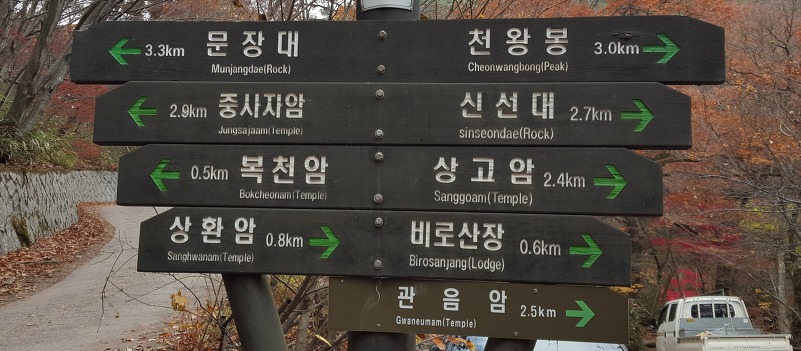 3.3km 문장대 천왕봉 3.0km
Munjangdae(Rock) Cheonwangbong(Peak)
2.9km 중사자암 신선대 2.7km
Jungsajaam(Temple) sinseondae(Rock)
0.5km 복천암 상고암 2.4km
Bokcheonam(Temple) Sanggoam(Temple)
상환암 0.8km 비로산장 0.6km
Sanghwanam(Temple) Birosanjang(Lodge)
관음암 2.5km
Gwaneumam(Temple)